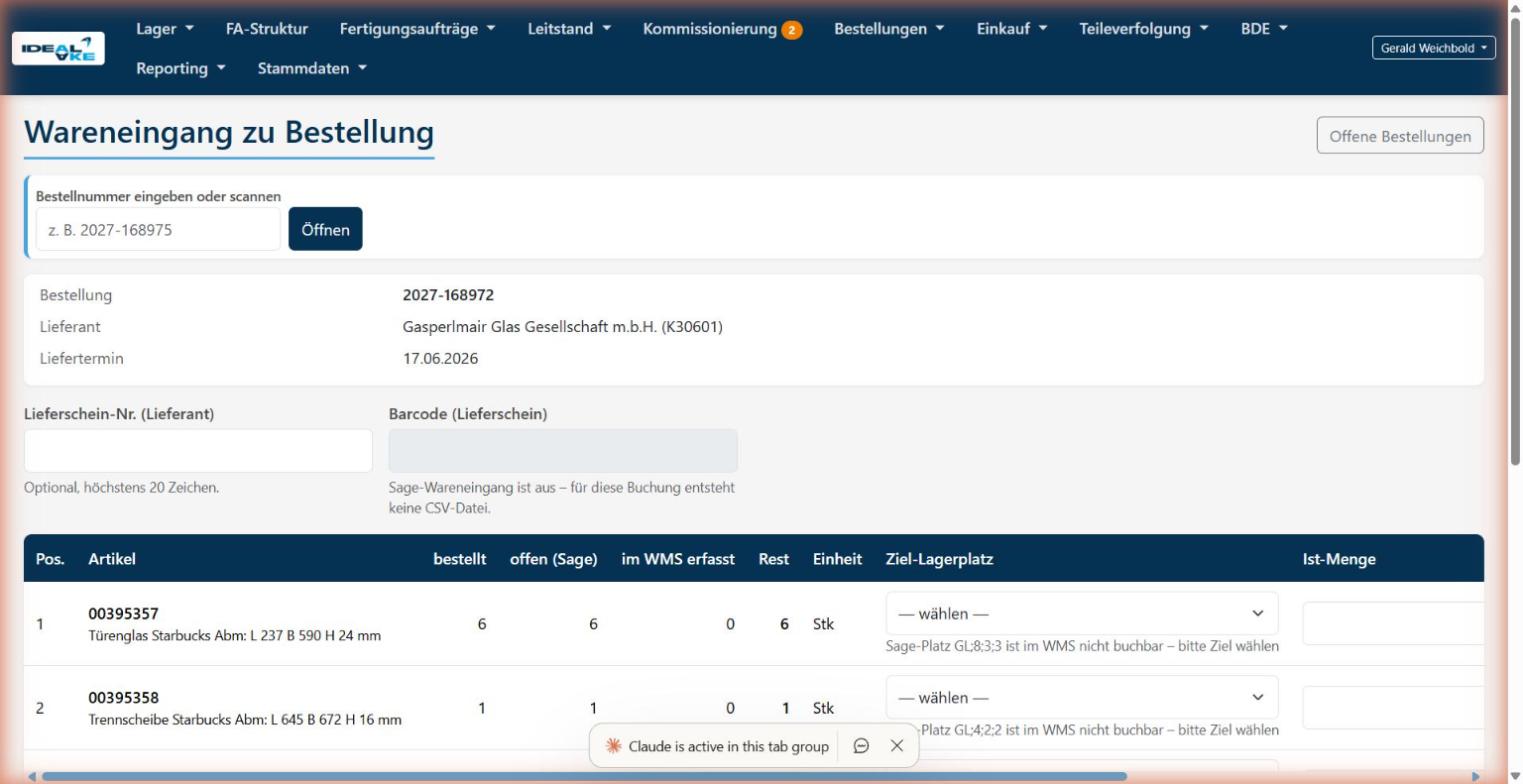 IDEAL AKE
Lager
FA-Struktur
Fertigungsaufträge
Leitstand
Kommissionierung 2
Bestellungen
Einkauf
Teileverfolgung
BDE
Reporting
Stammdaten
Gerald Weichbold
Wareneingang zu Bestellung
Offene Bestellungen
Bestellnummer eingeben oder scannen
z. B. 2027-168975
Öffnen
Bestellung 2027-168972
Lieferant Gasperlmair Glas Gesellschaft m.b.H. (K30601)
Liefertermin 17.06.2026
Lieferschein-Nr. (Lieferant)
Optional, höchstens 20 Zeichen.
Barcode (Lieferschein)
Sage-Wareneingang ist aus – für diese Buchung entsteht
keine CSV-Datei.
Pos. Artikel bestellt offen (Sage) im WMS erfasst Rest Einheit Ziel-Lagerplatz Ist-Menge
1 00395357 6 6 0 6 Stk — wählen —
Türenglas Starbucks Abm: L 237 B 590 H 24 mm
Sage-Platz GL;8;3;3 ist im WMS nicht buchbar – bitte Ziel wählen
2 00395358 1 1 0 1 Stk — wählen —
Trennscheibe Starbucks Abm: L 645 B 672 H 16 mm
-Platz GL;4;2;2 ist im WMS nicht buchbar – bitte Ziel wählen
Claude is active in this tab group